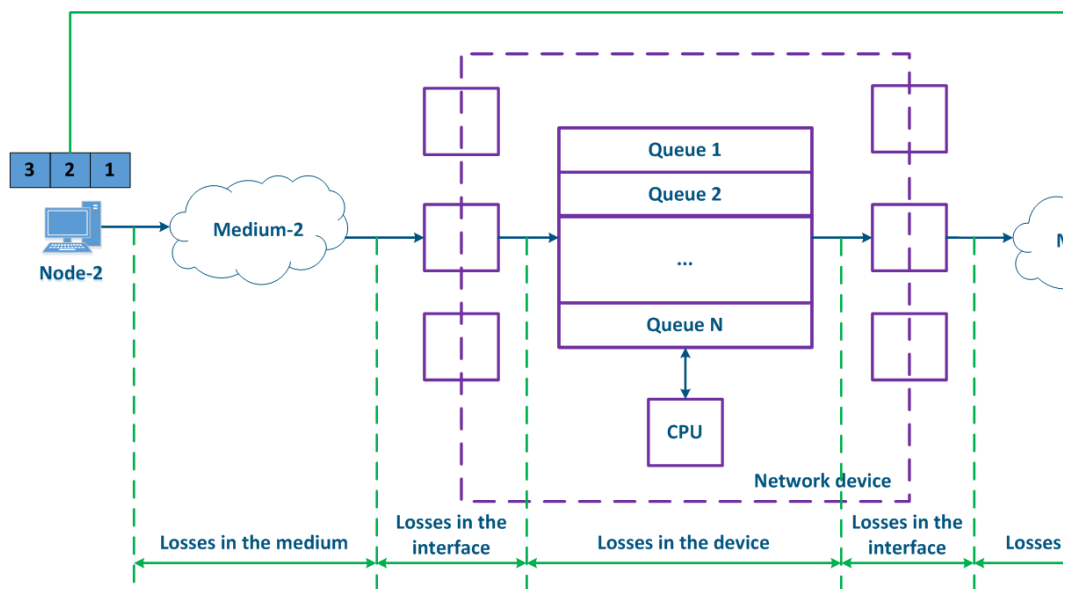 3 2 1
Node-2
Medium-2
Queue 1
Queue 2
...
Queue N
CPU
Network device
Losses in the medium
Losses in the
interface
Losses in the device
Losses in the
interface
Losses